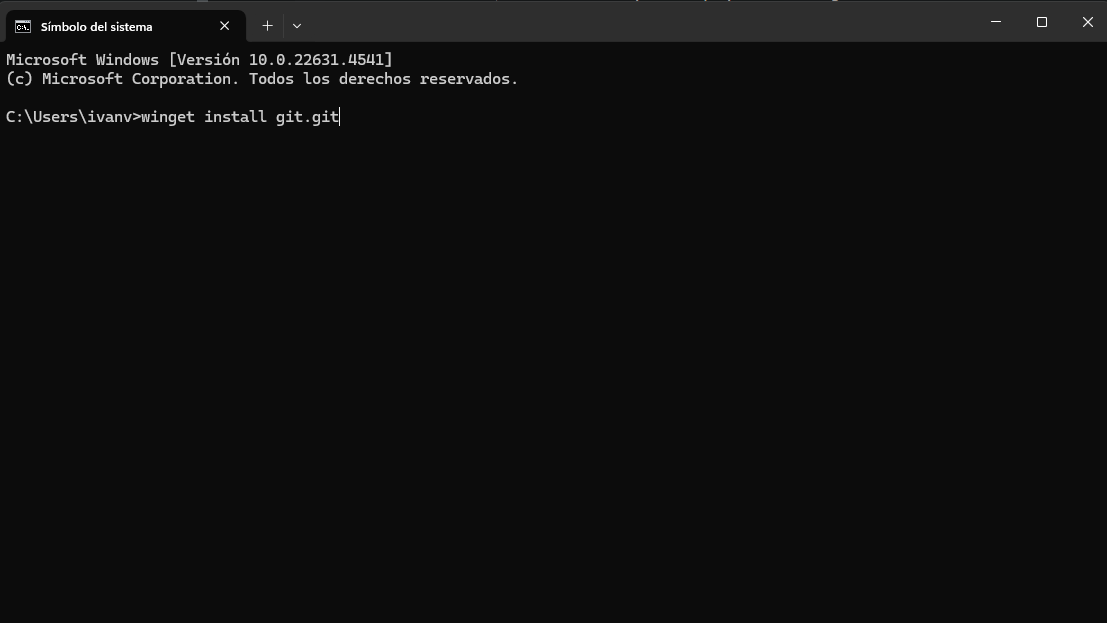 Símbolo del sistema
Microsoft Windows [Versión 10.0.22631.4541]
(c) Microsoft Corporation. Todos los derechos reservados.
C:\Users\ivanv>winget install git.git